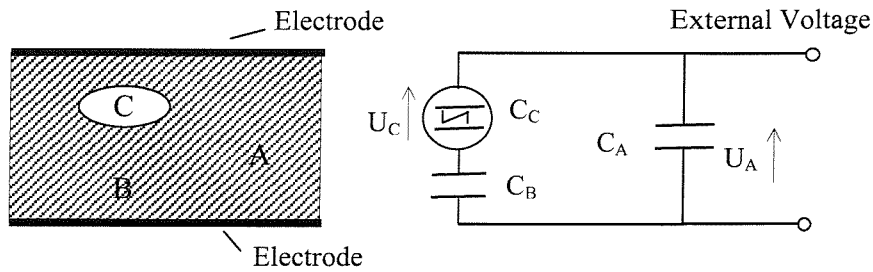 Electrode
C
A
B
Electrode
External Voltage
U_C
C_C
C_B
C_A
U_A